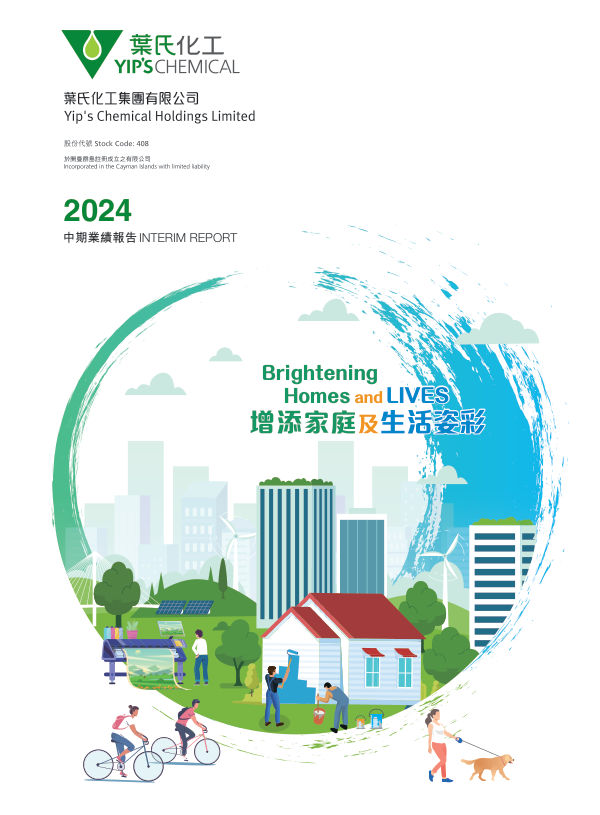 葉氏化工
YIP'S CHEMICAL
葉氏化工集團有限公司
Yip's Chemical Holdings Limited
股份代號 Stock Code: 408
於開曼群島註冊成立之有限公司
Incorporated in the Cayman Islands with limited liability
2024
中期業績報告 INTERIM REPORT
Brightening
Homes and LIVES
增添家庭及生活姿彩